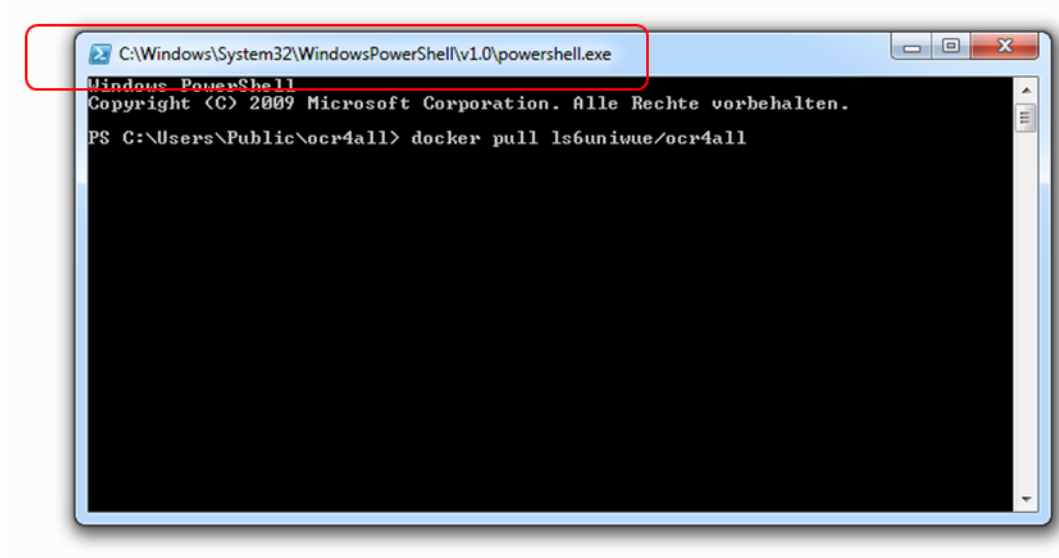 C:\Windows\System32\WindowsPowerShell\v1.0\powershell.exe
Windows PowerShell
Copyright (C) 2009 Microsoft Corporation. Alle Rechte vorbehalten.
PS C:\Users\Public\ocr4all> docker pull ls6uniwue/ocr4all